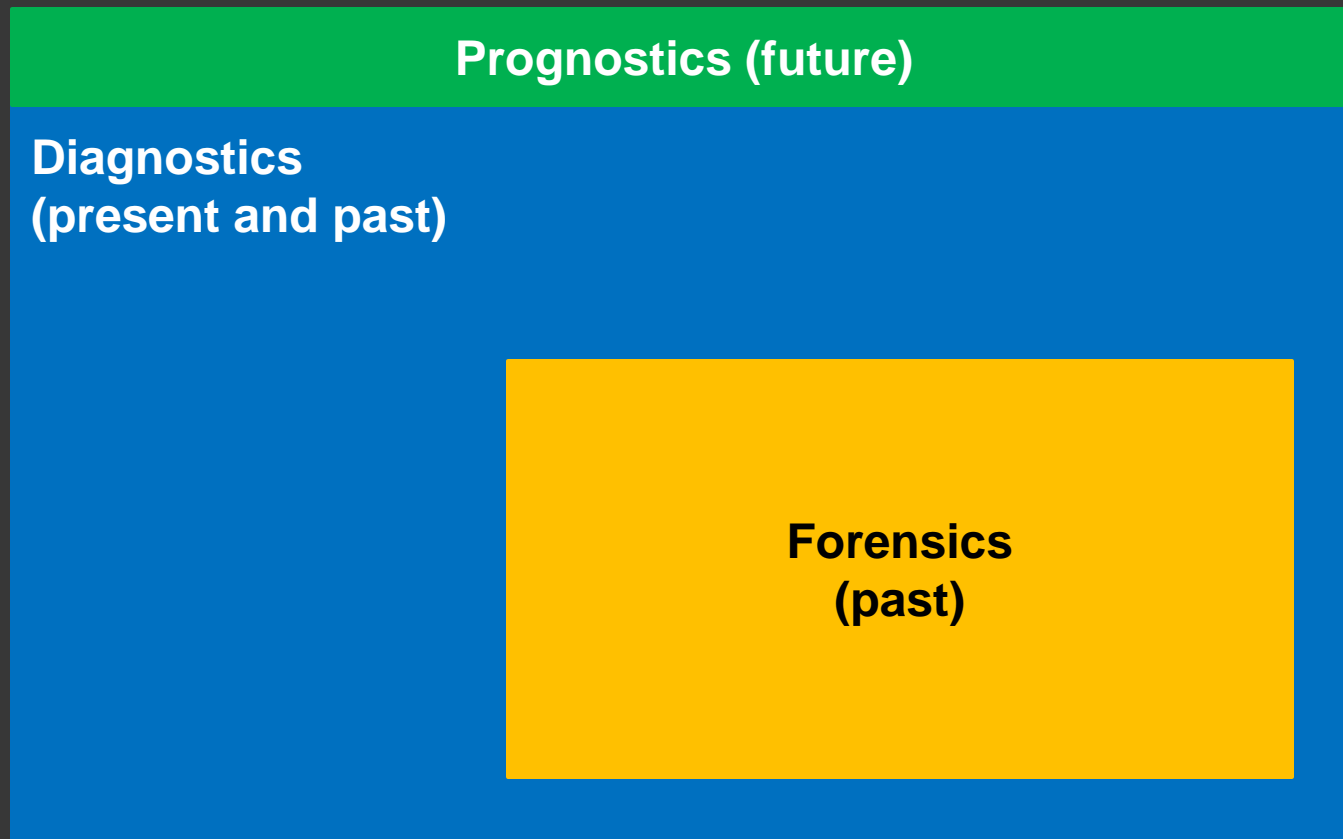 Prognostics (future)
Diagnostics
(present and past)
Forensics
(past)